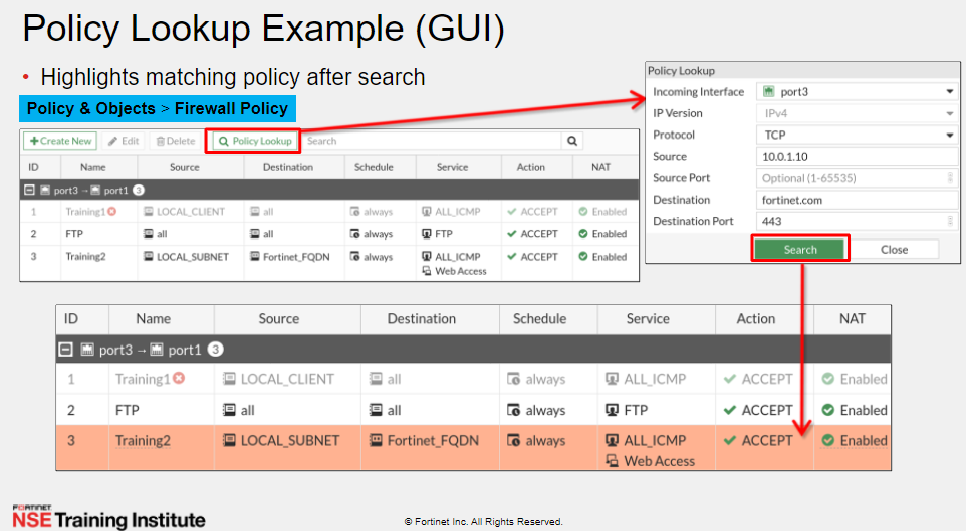 Policy Lookup Example (GUI)
• Highlights matching policy after search
Policy & Objects > Firewall Policy
+Create New Edit Delete Policy Lookup Search
ID Name Source Destination Schedule Service Action NAT
port3 → port1 3
1 Training1 LOCAL_CLIENT all always ALL_ICMP ACCEPT Enabled
2 FTP all all always FTP ACCEPT Enabled
3 Training2 LOCAL_SUBNET Fortinet_FQDN always ALL_ICMP ACCEPT Enabled
Web Access
Policy Lookup
Incoming Interface port3
IP Version IPv4
Protocol TCP
Source 10.0.1.10
Source Port Optional (1-65535)
Destination fortinet.com
Destination Port 443
Search Close
ID Name Source Destination Schedule Service Action NAT
port3 → port1 3
1 Training1 LOCAL_CLIENT all always ALL_ICMP ACCEPT Enabled
2 FTP all all always FTP ACCEPT Enabled
3 Training2 LOCAL_SUBNET Fortinet_FQDN always ALL_ICMP ACCEPT Enabled
Web Access
FORTINET
NSE Training Institute
© Fortinet Inc. All Rights Reserved.